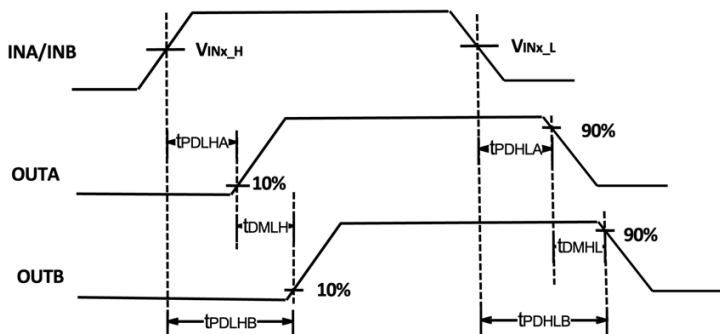 INA/INB
VINx_H
VINx_L
tPDLHA
tPDHLA
90%
OUTA
10%
tDMLH
tDMHL
90%
OUTB
10%
tPDLHB
tPDHLB